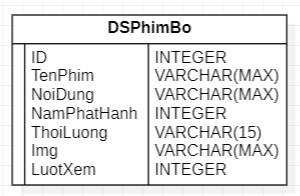 DSPhimBo
ID INTEGER
TenPhim VARCHAR(MAX)
NoiDung VARCHAR(MAX)
NamPhatHanh INTEGER
ThoiLuong VARCHAR(15)
Img VARCHAR(MAX)
LuotXem INTEGER